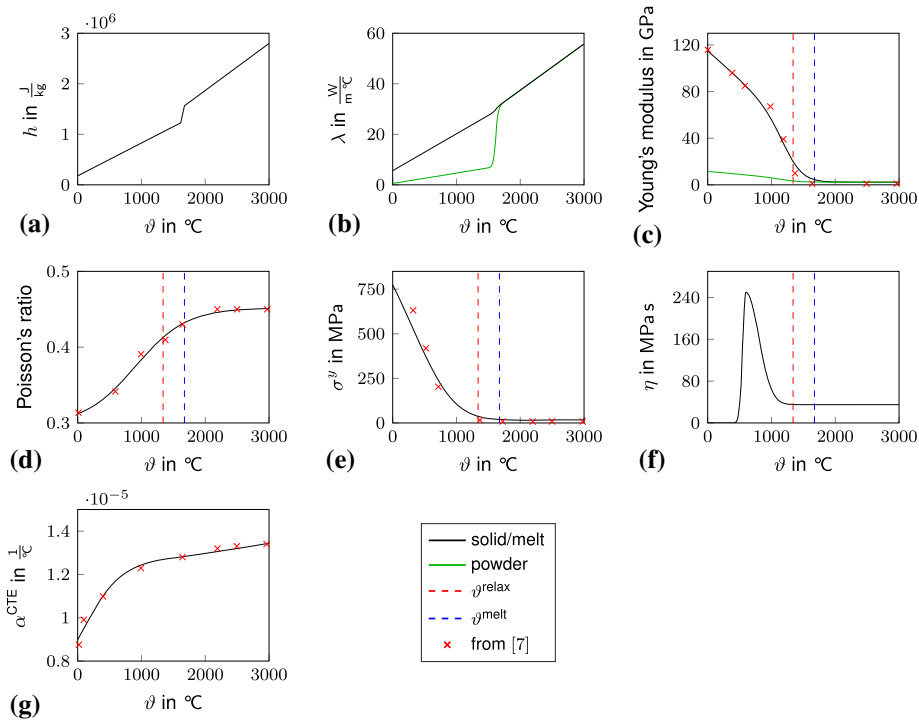 ·10⁶
3
2
1
0
0 1000 2000 3000
h in J/kg
ϑ in °C
(a)
60
40
20
0
0 1000 2000 3000
λ in W/m °C
ϑ in °C
(b)
120
80
40
0
0 1000 2000 3000
Young's modulus in GPa
ϑ in °C
(c)
0.5
0.4
0.3
0 1000 2000 3000
Poisson's ratio
ϑ in °C
(d)
750
500
250
0
0 1000 2000 3000
σ^y in MPa
ϑ in °C
(e)
240
160
80
0
0 1000 2000 3000
η in MPa s
ϑ in °C
(f)
·10⁻⁵
1.4
1.2
1
0.8
0 1000 2000 3000
α^CTE in 1/°C
ϑ in °C
(g)
solid/melt
powder
ϑ^relax
ϑ^melt
from [7]